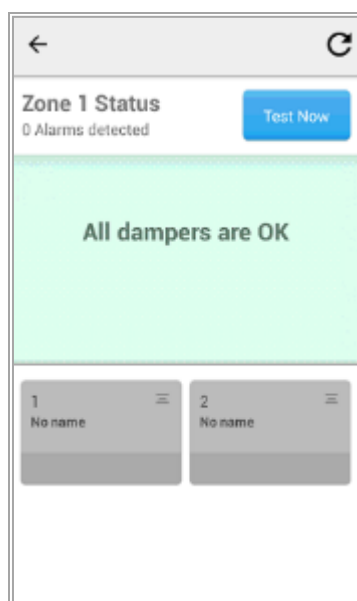 Zone 1 Status
0 Alarms detected
Test Now
All dampers are OK
1
No name
2
No name